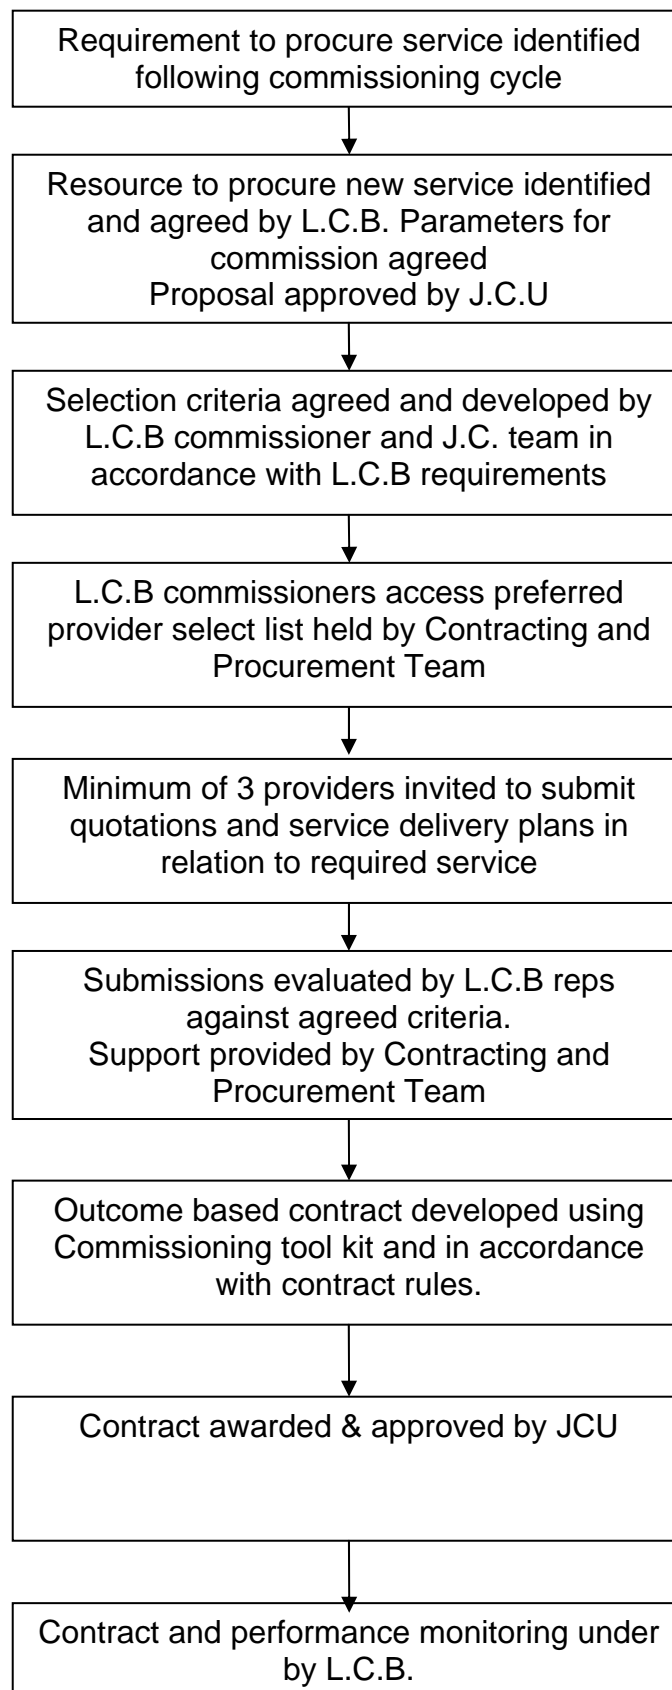 Requirement to procure service identified
following commissioning cycle
Resource to procure new service identified
and agreed by L.C.B. Parameters for
commission agreed
Proposal approved by J.C.U
Selection criteria agreed and developed by
L.C.B commissioner and J.C. team in
accordance with L.C.B requirements
L.C.B commissioners access preferred
provider select list held by Contracting and
Procurement Team
Minimum of 3 providers invited to submit
quotations and service delivery plans in
relation to required service
Submissions evaluated by L.C.B reps
against agreed criteria.
Support provided by Contracting and
Procurement Team
Outcome based contract developed using
Commissioning tool kit and in accordance
with contract rules.
Contract awarded & approved by JCU
Contract and performance monitoring under
by L.C.B.